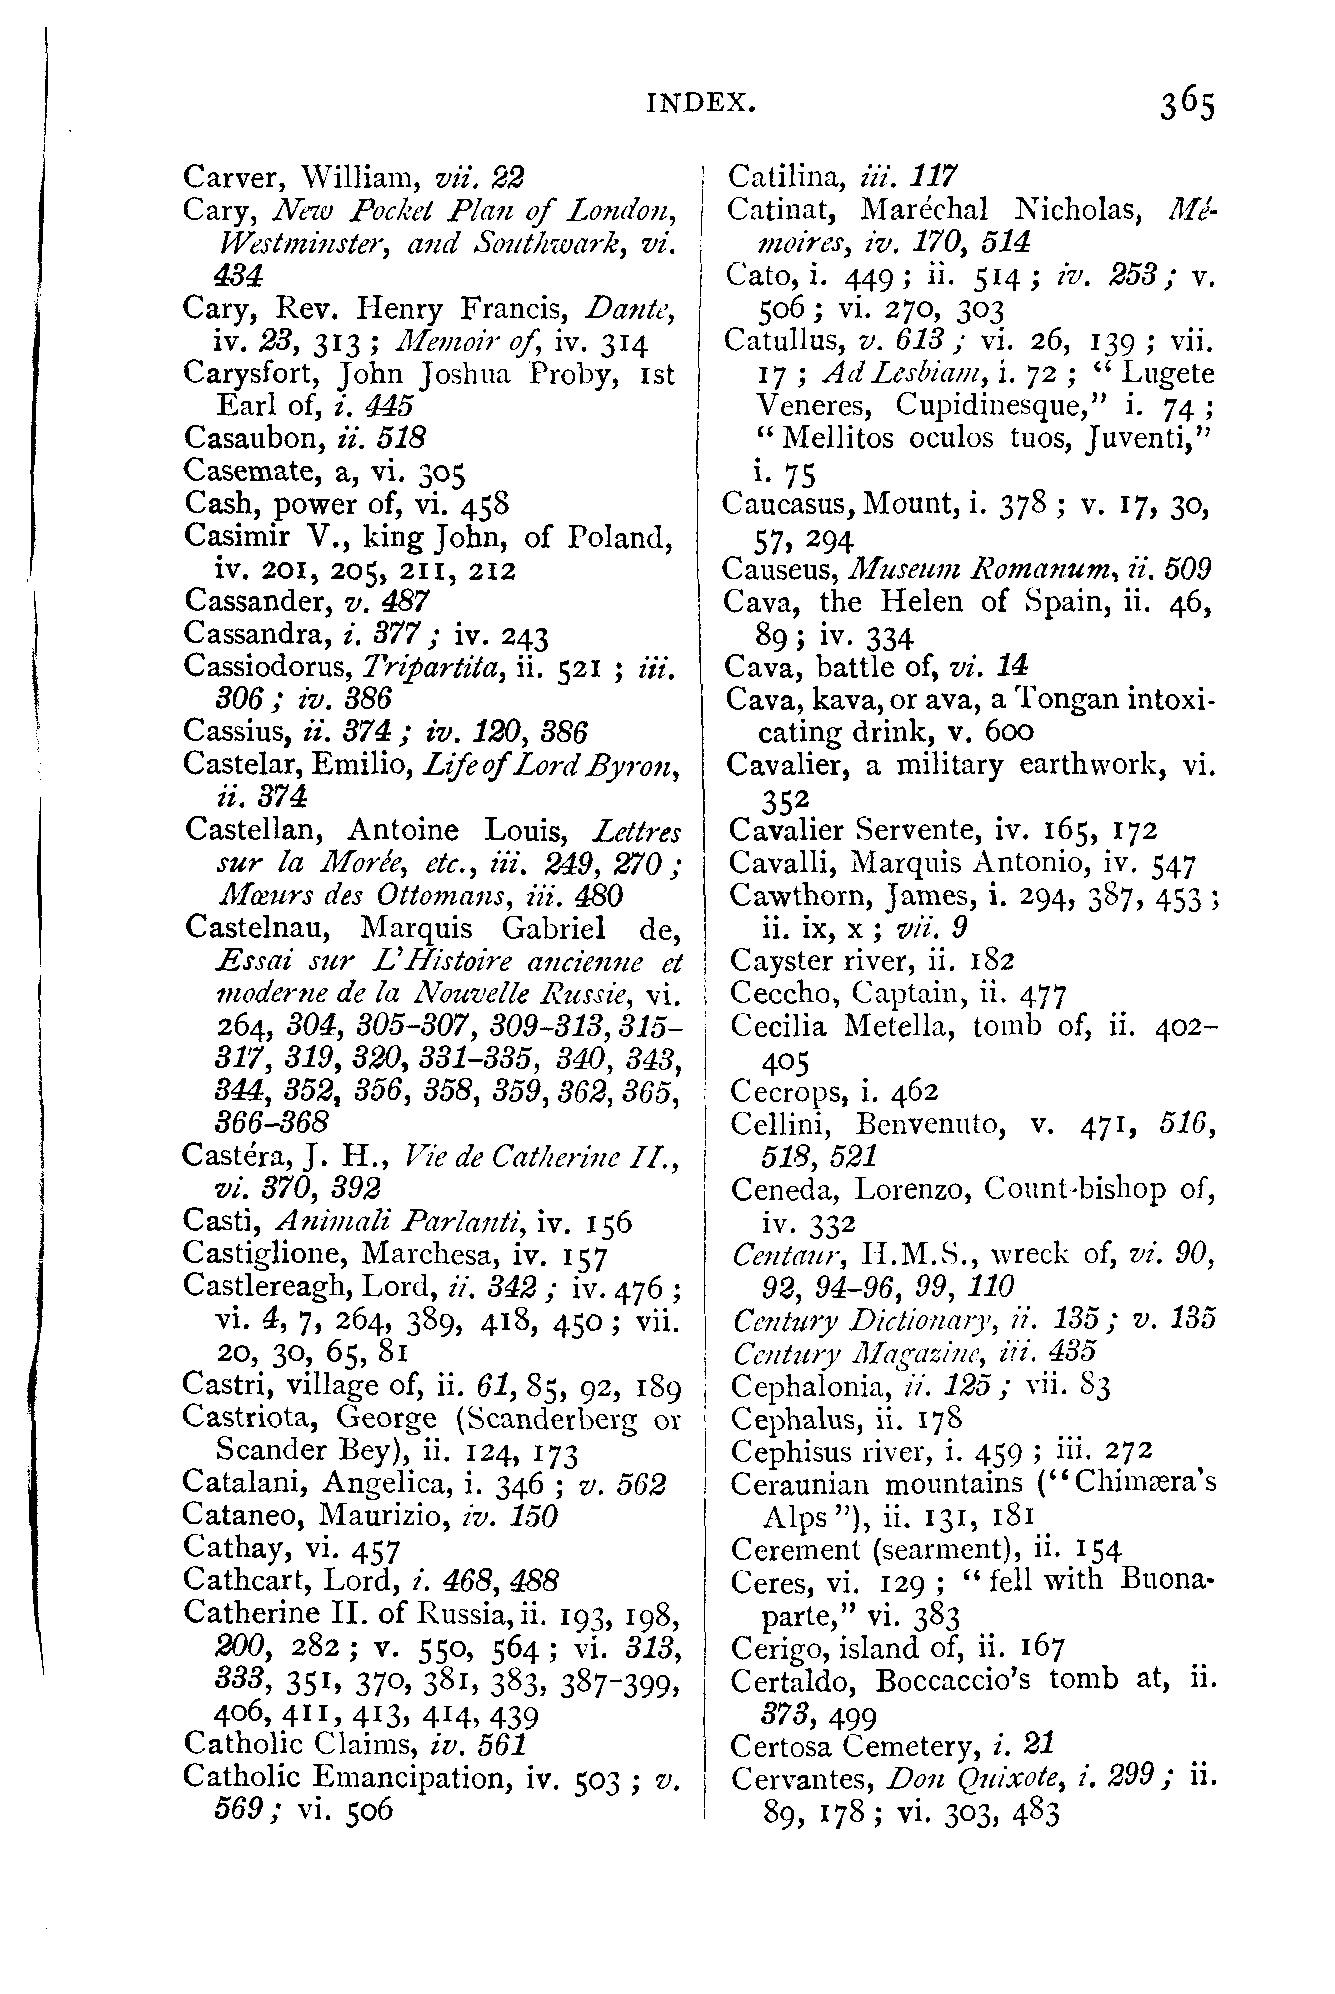 INDEX. 365
Carver, William, vii. 22
Cary, New Pocket Plan of London,
Westminster, and Southwark, vi.
434
Cary, Rev. Henry Francis, Dante,
iv. 23, 313 ; Memoir of, iv. 314
Carysfort, John Joshua Proby, 1st
Earl of, i. 445
Casaubon, ii. 518
Casemate, a, vi. 305
Cash, power of, vi. 458
Casimir V., king John, of Poland,
iv. 201, 205, 211, 212
Cassander, v. 487
Cassandra, i. 377 ; iv. 243
Cassiodorus, Tripartita, ii. 521 ; iii.
306 ; iv. 386
Cassius, ii. 374 ; iv. 120, 386
Castelar, Emilio, Life of Lord Byron,
ii. 374
Castellan, Antoine Louis, Lettres
sur la Morée, etc., iii. 249, 270 ;
Mœurs des Ottomans, iii. 480
Castelnau, Marquis Gabriel de,
Essai sur L'Histoire ancienne et
moderne de la Nouvelle Russie, vi.
264, 304, 305-307, 309-313, 315-
317, 319, 320, 331-335, 340, 343,
344, 352, 356, 358, 359, 362, 365,
366-368
Castéra, J. H., Vie de Catherine II.,
vi. 370, 392
Casti, Animali Parlanti, iv. 156
Castiglione, Marchesa, iv. 157
Castlereagh, Lord, ii. 342 ; iv. 476 ;
vi. 4, 7, 264, 389, 418, 450 ; vii.
20, 30, 65, 81
Castri, village of, ii. 61, 85, 92, 189
Castriota, George (Scanderberg or
Scander Bey), ii. 124, 173
Catalani, Angelica, i. 346 ; v. 562
Cataneo, Maurizio, iv. 150
Cathay, vi. 457
Cathcart, Lord, i. 468, 488
Catherine II. of Russia, ii. 193, 198,
200, 282 ; v. 550, 564 ; vi. 313,
333, 351, 370, 381, 383, 387-399,
406, 411, 413, 414, 439
Catholic Claims, iv. 561
Catholic Emancipation, iv. 503 ; v.
569 ; vi. 506
Catilina, iii. 117
Catinat, Maréchal Nicholas, Mé-
moires, iv. 170, 514
Cato, i. 449 ; ii. 514 ; iv. 253 ; v.
506 ; vi. 270, 303
Catullus, v. 613 ; vi. 26, 139 ; vii.
17 ; Ad Lesbiam, i. 72 ; "Lugete
Veneres, Cupidinesque," i. 74 ;
"Mellitos oculos tuos, Juventi,"
i. 75
Caucasus, Mount, i. 378 ; v. 17, 30,
57, 294
Causeus, Museum Romanum, ii. 509
Cava, the Helen of Spain, ii. 46,
89 ; iv. 334
Cava, battle of, vi. 14
Cava, kava, or ava, a Tongan intoxi-
cating drink, v. 600
Cavalier, a military earthwork, vi.
352
Cavalier Servente, iv. 165, 172
Cavalli, Marquis Antonio, iv. 547
Cawthorn, James, i. 294, 387, 453 ;
ii. ix, x ; vii. 9
Cayster river, ii. 182
Ceccho, Captain, ii. 477
Cecilia Metella, tomb of, ii. 402-
405
Cecrops, i. 462
Cellini, Benvenuto, v. 471, 516,
518, 521
Ceneda, Lorenzo, Count-bishop of,
iv. 332
Centaur, H.M.S., wreck of, vi. 90,
92, 94-96, 99, 110
Century Dictionary, ii. 135 ; v. 135
Century Magazine, iii. 435
Cephalonia, ii. 125 ; vii. 83
Cephalus, ii. 178
Cephisus river, i. 459 ; iii. 272
Ceraunian mountains ("Chimæra's
Alps"), ii. 131, 181
Cerement (searment), ii. 154
Ceres, vi. 129 ; "fell with Buona-
parte," vi. 383
Cerigo, island of, ii. 167
Certaldo, Boccaccio's tomb at, ii.
373, 499
Certosa Cemetery, i. 21
Cervantes, Don Quixote, i. 299 ; ii.
89, 178 ; vi. 303, 483